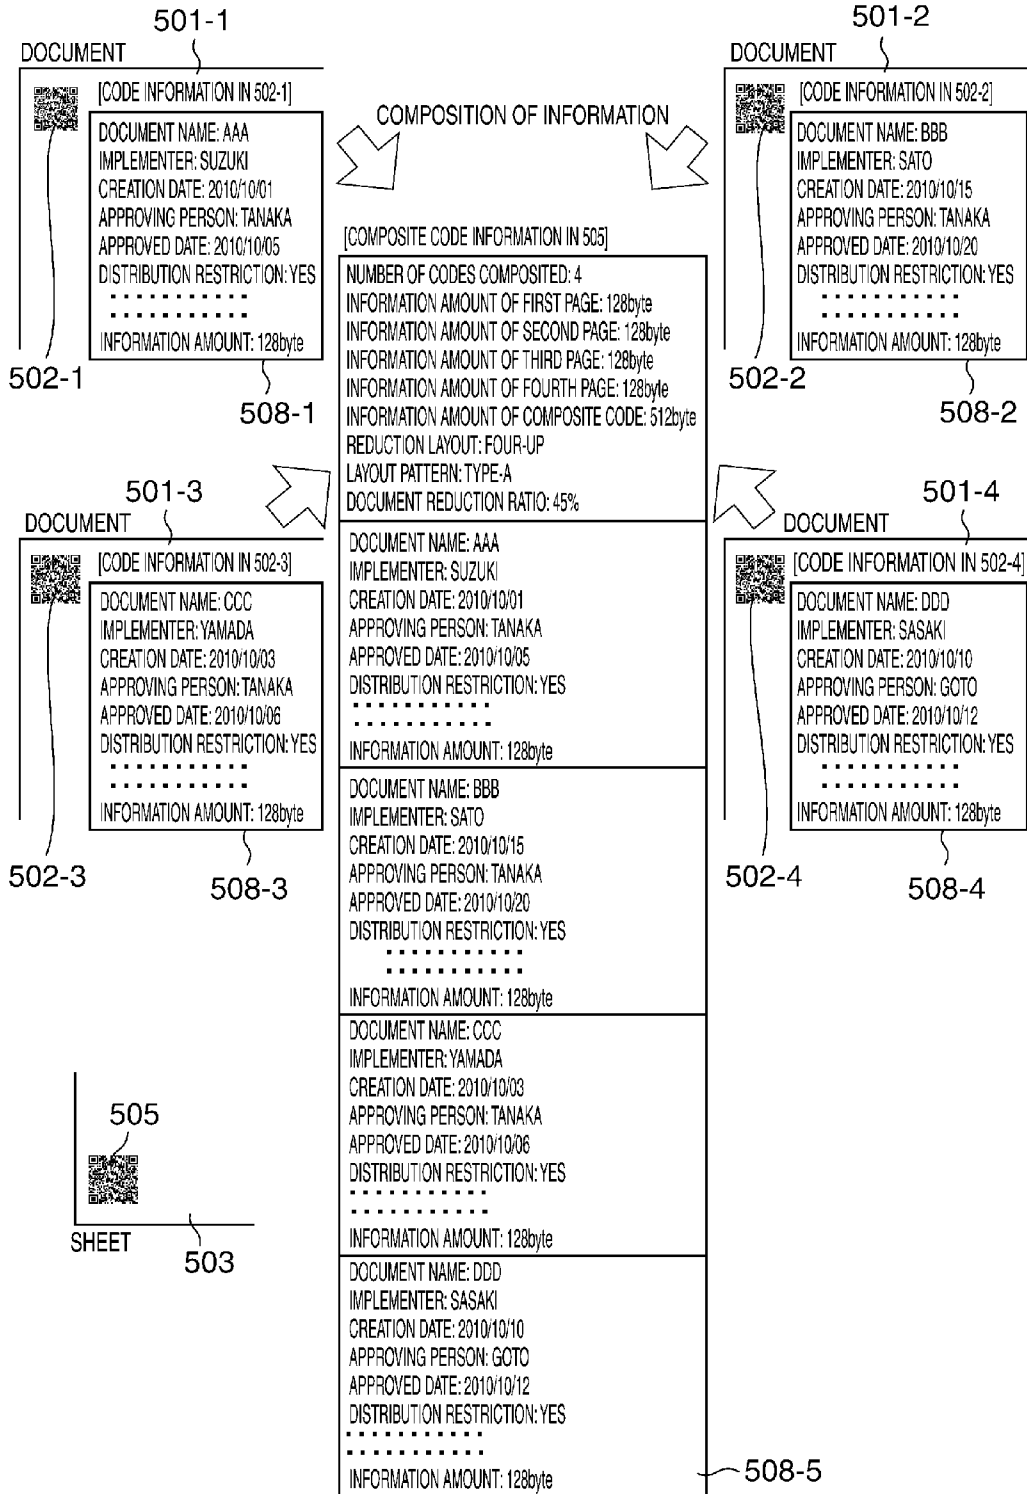 501-1
DOCUMENT
[CODE INFORMATION IN 502-1]
DOCUMENT NAME: AAA
IMPLEMENTER: SUZUKI
CREATION DATE: 2010/10/01
APPROVING PERSON: TANAKA
APPROVED DATE: 2010/10/05
DISTRIBUTION RESTRICTION: YES
INFORMATION AMOUNT: 128byte
502-1
508-1
COMPOSITION OF INFORMATION
501-2
DOCUMENT
[CODE INFORMATION IN 502-2]
DOCUMENT NAME: BBB
IMPLEMENTER: SATO
CREATION DATE: 2010/10/15
APPROVING PERSON: TANAKA
APPROVED DATE: 2010/10/20
DISTRIBUTION RESTRICTION: YES
INFORMATION AMOUNT: 128byte
502-2
508-2
501-3
DOCUMENT
[CODE INFORMATION IN 502-3]
DOCUMENT NAME: CCC
IMPLEMENTER: YAMADA
CREATION DATE: 2010/10/03
APPROVING PERSON: TANAKA
APPROVED DATE: 2010/10/06
DISTRIBUTION RESTRICTION: YES
INFORMATION AMOUNT: 128byte
502-3
508-3
501-4
DOCUMENT
[CODE INFORMATION IN 502-4]
DOCUMENT NAME: DDD
IMPLEMENTER: SASAKI
CREATION DATE: 2010/10/10
APPROVING PERSON: GOTO
APPROVED DATE: 2010/10/12
DISTRIBUTION RESTRICTION: YES
INFORMATION AMOUNT: 128byte
502-4
508-4
[COMPOSITE CODE INFORMATION IN 505]
NUMBER OF CODES COMPOSITED: 4
INFORMATION AMOUNT OF FIRST PAGE: 128byte
INFORMATION AMOUNT OF SECOND PAGE: 128byte
INFORMATION AMOUNT OF THIRD PAGE: 128byte
INFORMATION AMOUNT OF FOURTH PAGE: 128byte
INFORMATION AMOUNT OF COMPOSITE CODE: 512byte
REDUCTION LAYOUT: FOUR-UP
LAYOUT PATTERN: TYPE-A
DOCUMENT REDUCTION RATIO: 45%
DOCUMENT NAME: AAA
IMPLEMENTER: SUZUKI
CREATION DATE: 2010/10/01
APPROVING PERSON: TANAKA
APPROVED DATE: 2010/10/05
DISTRIBUTION RESTRICTION: YES
INFORMATION AMOUNT: 128byte
DOCUMENT NAME: BBB
IMPLEMENTER: SATO
CREATION DATE: 2010/10/15
APPROVING PERSON: TANAKA
APPROVED DATE: 2010/10/20
DISTRIBUTION RESTRICTION: YES
INFORMATION AMOUNT: 128byte
DOCUMENT NAME: CCC
IMPLEMENTER: YAMADA
CREATION DATE: 2010/10/03
APPROVING PERSON: TANAKA
APPROVED DATE: 2010/10/06
DISTRIBUTION RESTRICTION: YES
INFORMATION AMOUNT: 128byte
DOCUMENT NAME: DDD
IMPLEMENTER: SASAKI
CREATION DATE: 2010/10/10
APPROVING PERSON: GOTO
APPROVED DATE: 2010/10/12
DISTRIBUTION RESTRICTION: YES
INFORMATION AMOUNT: 128byte
508-5
505
SHEET
503